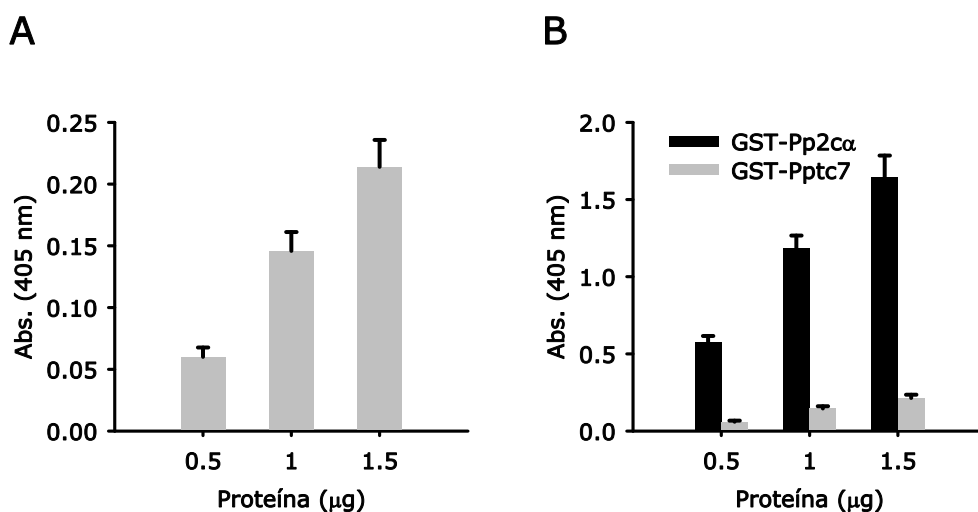 A
Abs. (405 nm)
0.25
0.20
0.15
0.10
0.05
0.00
0.5 1 1.5
Proteína (μg)
B
Abs. (405 nm)
2.0
1.5
1.0
0.5
0.0
GST-Pp2cα
GST-Pptc7
0.5 1 1.5
Proteína (μg)